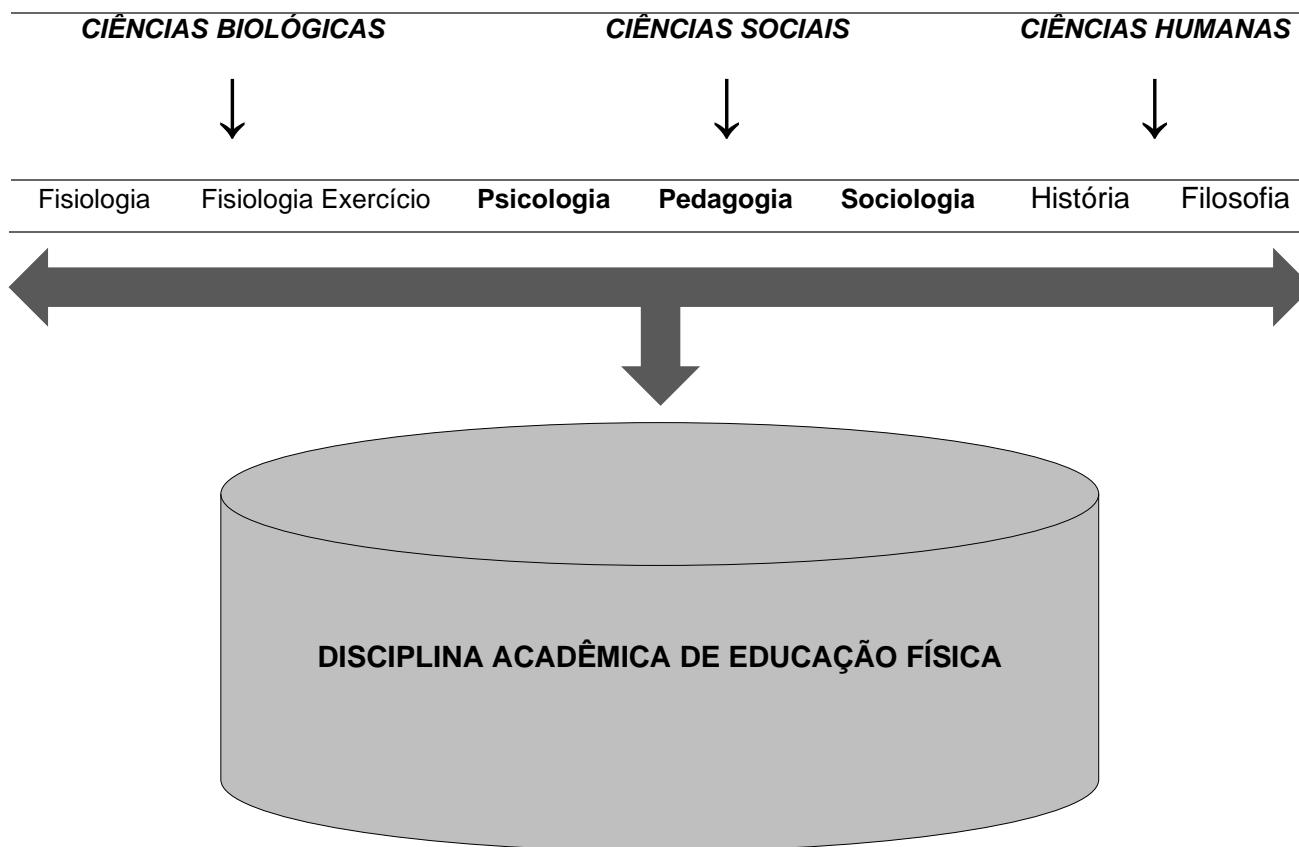 CIÊNCIAS BIOLÓGICAS CIÊNCIAS SOCIAIS CIÊNCIAS HUMANAS
Fisiologia Fisiologia Exercício Psicologia Pedagogia Sociologia História Filosofia
DISCIPLINA ACADÊMICA DE EDUCAÇÃO FÍSICA